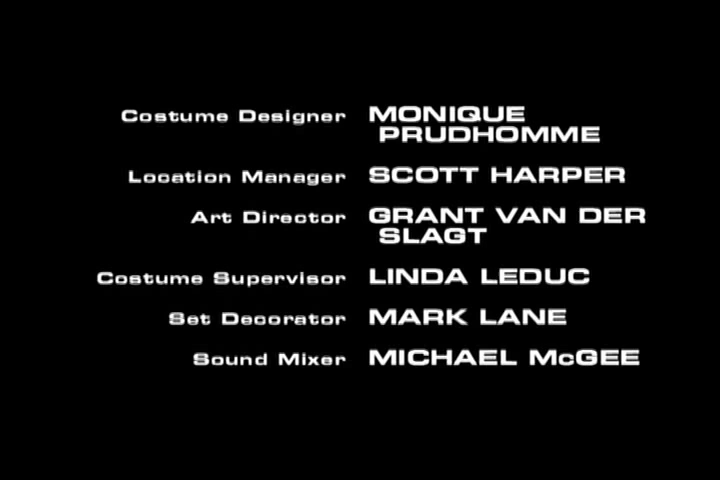 Costume Designer MONIQUE
PRUDHOMME
Location Manager SCOTT HARPER
Art Director GRANT VAN DER
SLAGT
Costume Supervisor LINDA LEDUC
Set Decorator MARK LANE
Sound Mixer MICHAEL McGEE